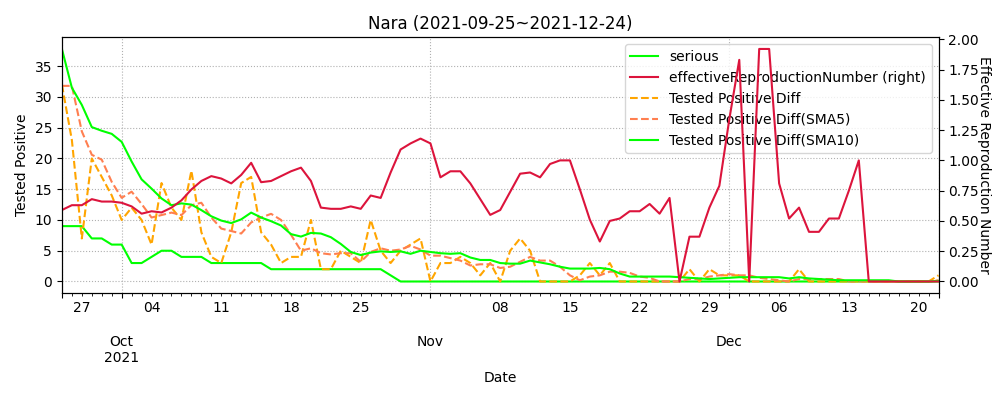 Nara (2021-09-25~2021-12-24)
serious
effectiveReproductionNumber (right)
Tested Positive Diff
Tested Positive Diff(SMA5)
Tested Positive Diff(SMA10)
Tested Positive
35
30
25
20
15
10
5
0
2.00
1.75
1.50
1.25
1.00
0.75
0.50
0.25
0.00
Effective Reproduction Number
27 04 11 18 25 08 15 22 29 06 13 20
Oct Nov Dec
2021
Date